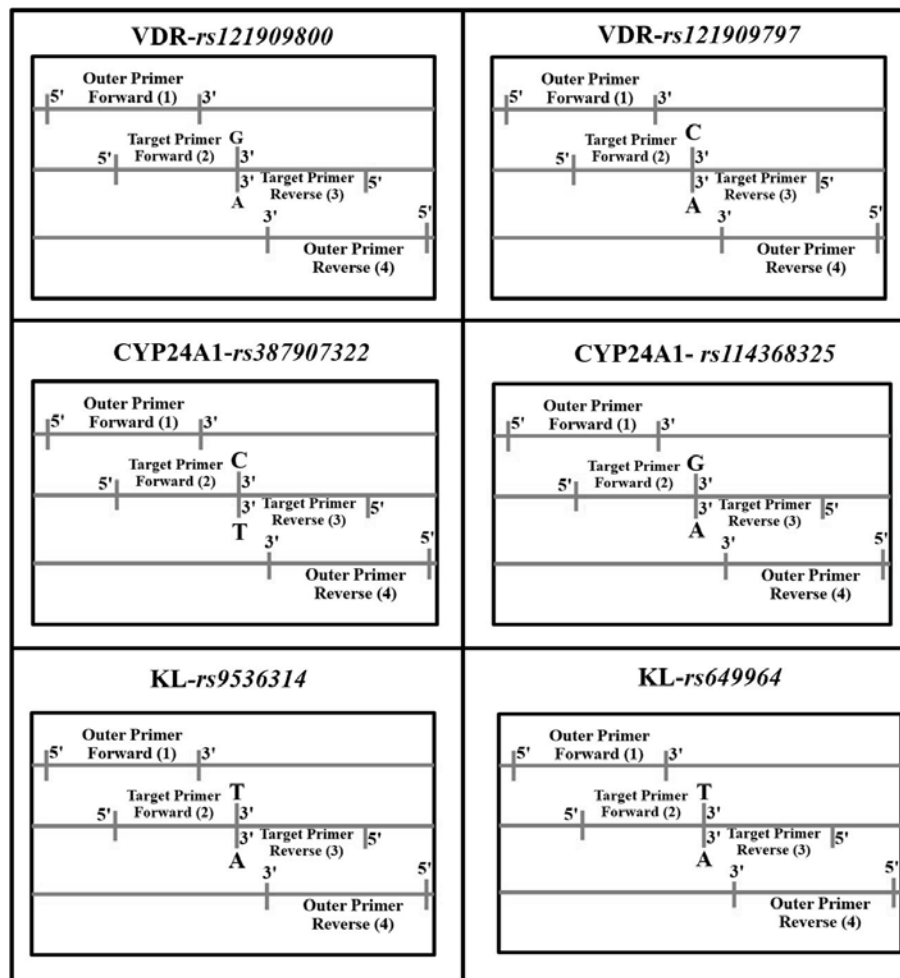 VDR-rs121909800
Outer Primer
Forward (1)
5'
3'
Target Primer
Forward (2)
G
5'
3'
3'
Target Primer
Reverse (3)
5'
A
3'
5'
Outer Primer
Reverse (4)
VDR-rs121909797
Outer Primer
Forward (1)
5'
3'
Target Primer
Forward (2)
C
5'
3'
3'
Target Primer
Reverse (3)
5'
A
3'
5'
Outer Primer
Reverse (4)
CYP24A1-rs387907322
Outer Primer
Forward (1)
5'
3'
Target Primer
Forward (2)
C
5'
3'
3'
Target Primer
Reverse (3)
5'
T
3'
5'
Outer Primer
Reverse (4)
CYP24A1- rs114368325
Outer Primer
Forward (1)
5'
3'
Target Primer
Forward (2)
G
5'
3'
3'
Target Primer
Reverse (3)
5'
A
3'
5'
Outer Primer
Reverse (4)
KL-rs9536314
Outer Primer
Forward (1)
5'
3'
Target Primer
Forward (2)
T
5'
3'
3'
Target Primer
Reverse (3)
5'
A
3'
5'
Outer Primer
Reverse (4)
KL-rs649964
Outer Primer
Forward (1)
5'
3'
Target Primer
Forward (2)
T
5'
3'
3'
Target Primer
Reverse (3)
5'
A
3'
5'
Outer Primer
Reverse (4)